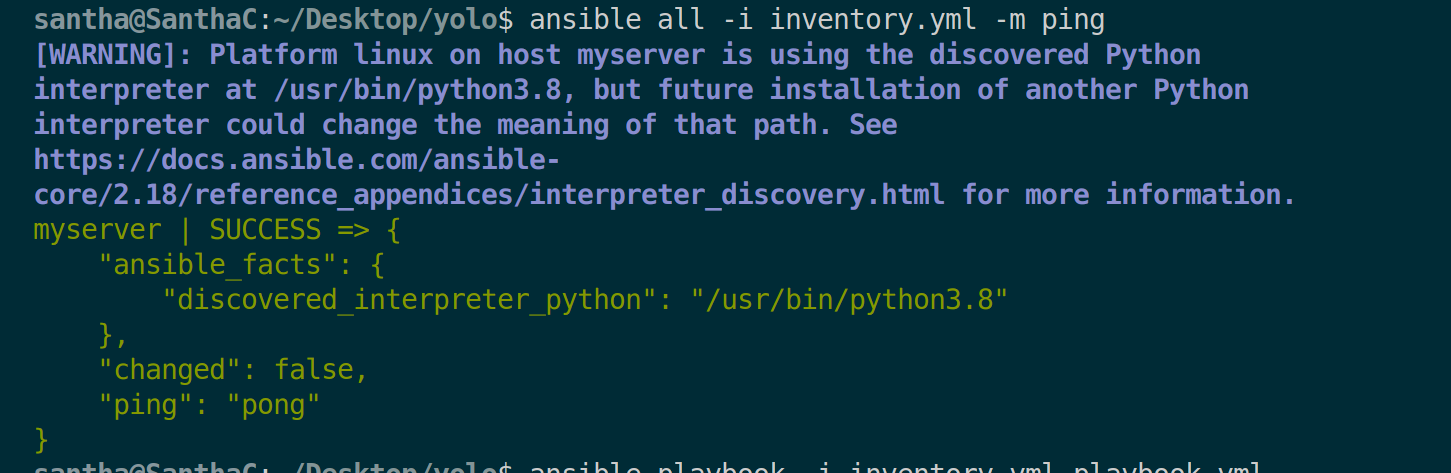 santha@SanthaC:~/Desktop/yolo$ ansible all -i inventory.yml -m ping
[WARNING]: Platform linux on host myserver is using the discovered Python
interpreter at /usr/bin/python3.8, but future installation of another Python
interpreter could change the meaning of that path. See
https://docs.ansible.com/ansible-
core/2.18/reference_appendices/interpreter_discovery.html for more information.
myserver | SUCCESS => {
    "ansible_facts": {
        "discovered_interpreter_python": "/usr/bin/python3.8"
    },
    "changed": false,
    "ping": "pong"
}
santha@SanthaC:~/Desktop/yolo$ ansible-playbook -i inventory.yml playbook.yml